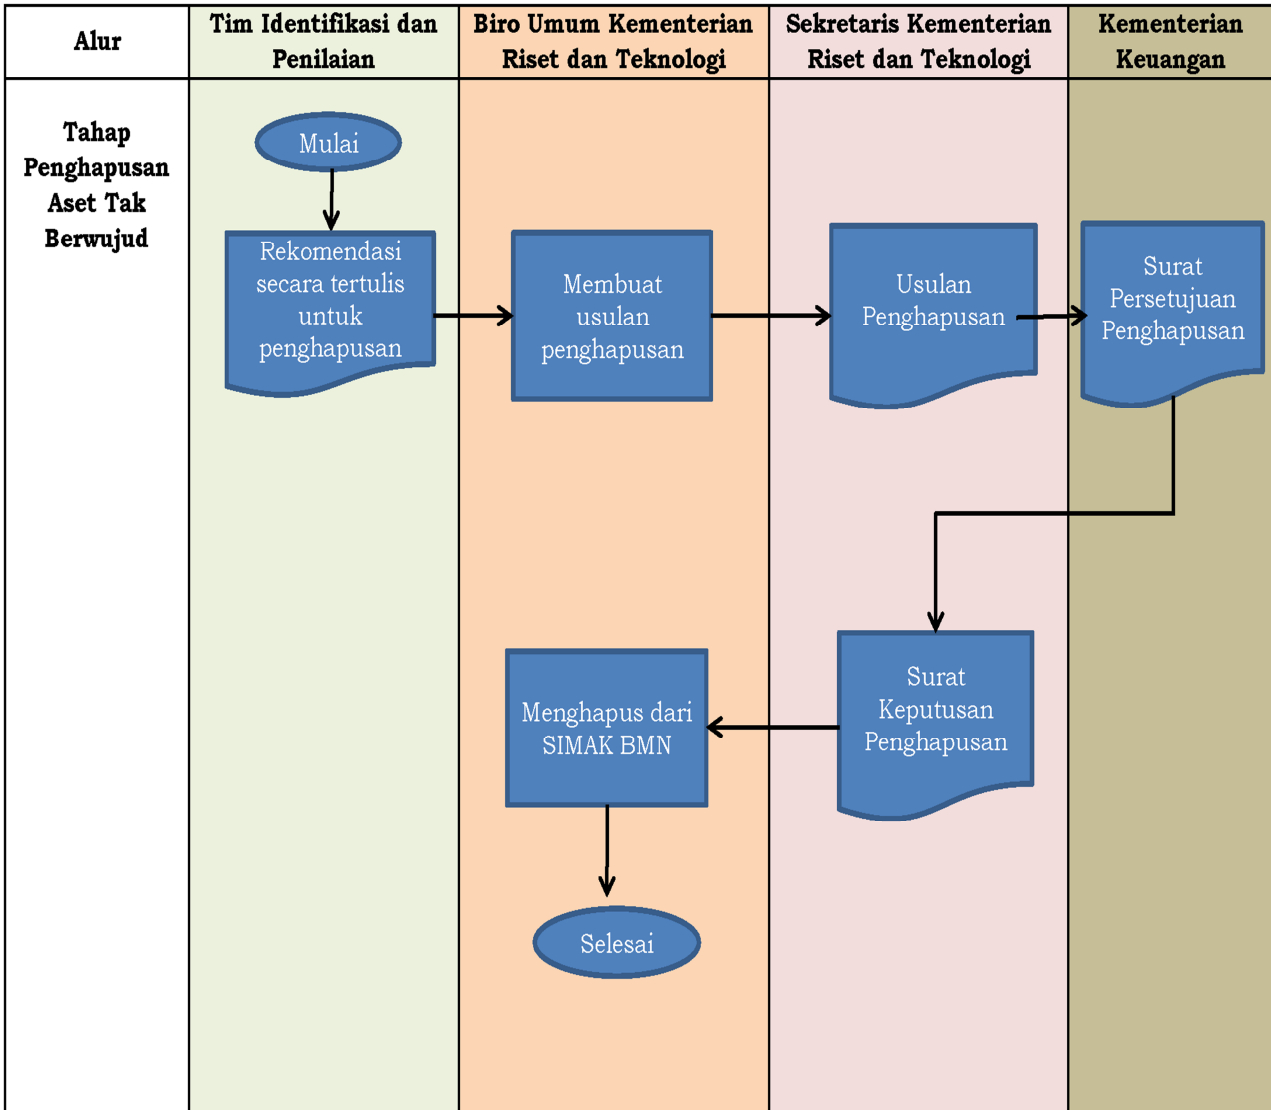 Alur
Tim Identifikasi dan
Penilaian
Biro Umum Kementerian
Riset dan Teknologi
Sekretaris Kementerian
Riset dan Teknologi
Kementerian
Keuangan
Tahap
Penghapusan
Aset Tak
Berwujud
Mulai
Rekomendasi
secara tertulis
untuk
penghapusan
Membuat
usulan
penghapusan
Usulan
Penghapusan
Surat
Persetujuan
Penghapusan
Surat
Keputusan
Penghapusan
Menghapus dari
SIMAK BMN
Selesai